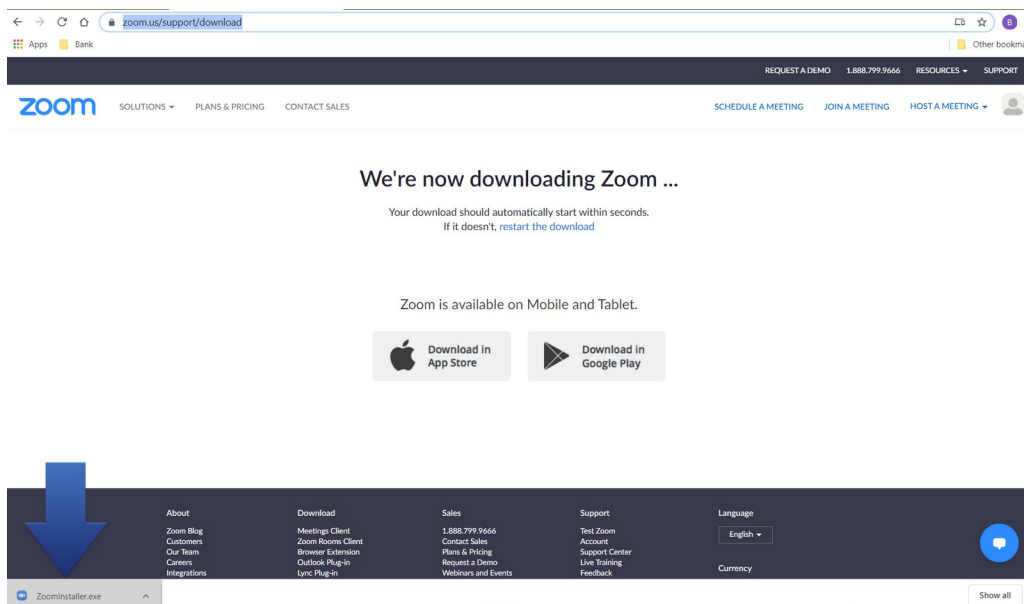 zoom.us/support/download
Apps Bank Other bookma
REQUEST A DEMO 1.888.799.9666 RESOURCES SUPPORT
zoom SOLUTIONS PLANS & PRICING CONTACT SALES SCHEDULE A MEETING JOIN A MEETING HOST A MEETING
B
We're now downloading Zoom ...
Your download should automatically start within seconds.
If it doesn't, restart the download
Zoom is available on Mobile and Tablet.
Download in
App Store
Download in
Google Play
About
Zoom Blog
Customers
Our Team
Careers
Integrations
Download
Meetings Client
Zoom Rooms Client
Browser Extension
Outlook Plug-in
Lync Plug-in
Sales
1.888.799.9666
Contact Sales
Plans & Pricing
Request a Demo
Webinars and Events
Support
Test Zoom
Account
Support Center
Live Training
Feedback
Language
English
Currency
ZoomInstaller.exe
Show all